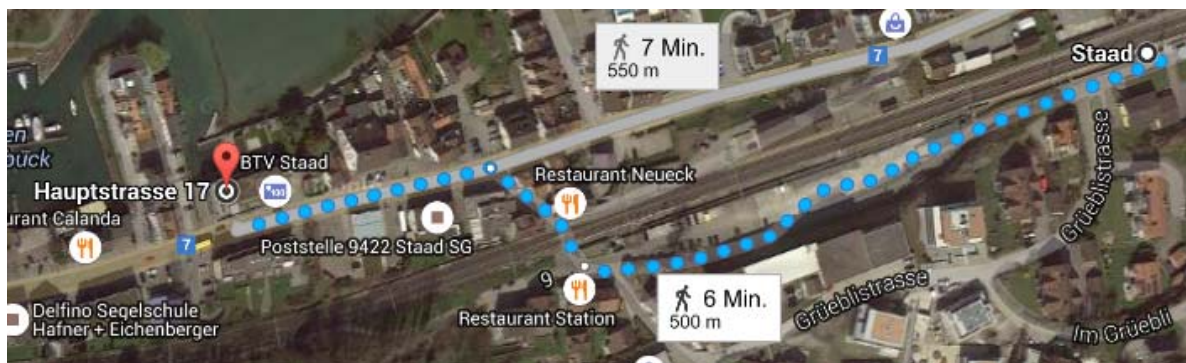 7 Min.
550 m
7
Staad
BTV Staad
Hauptstrasse 17
Restaurant Neueck
Grüeblistrasse
urant Calanda
7
Poststelle 9422 Staad SG
9
6 Min.
500 m
Delfino Segelschule
Hafner + Eichenberger
Restaurant Station
Grüeblistrasse
Im Grüebli